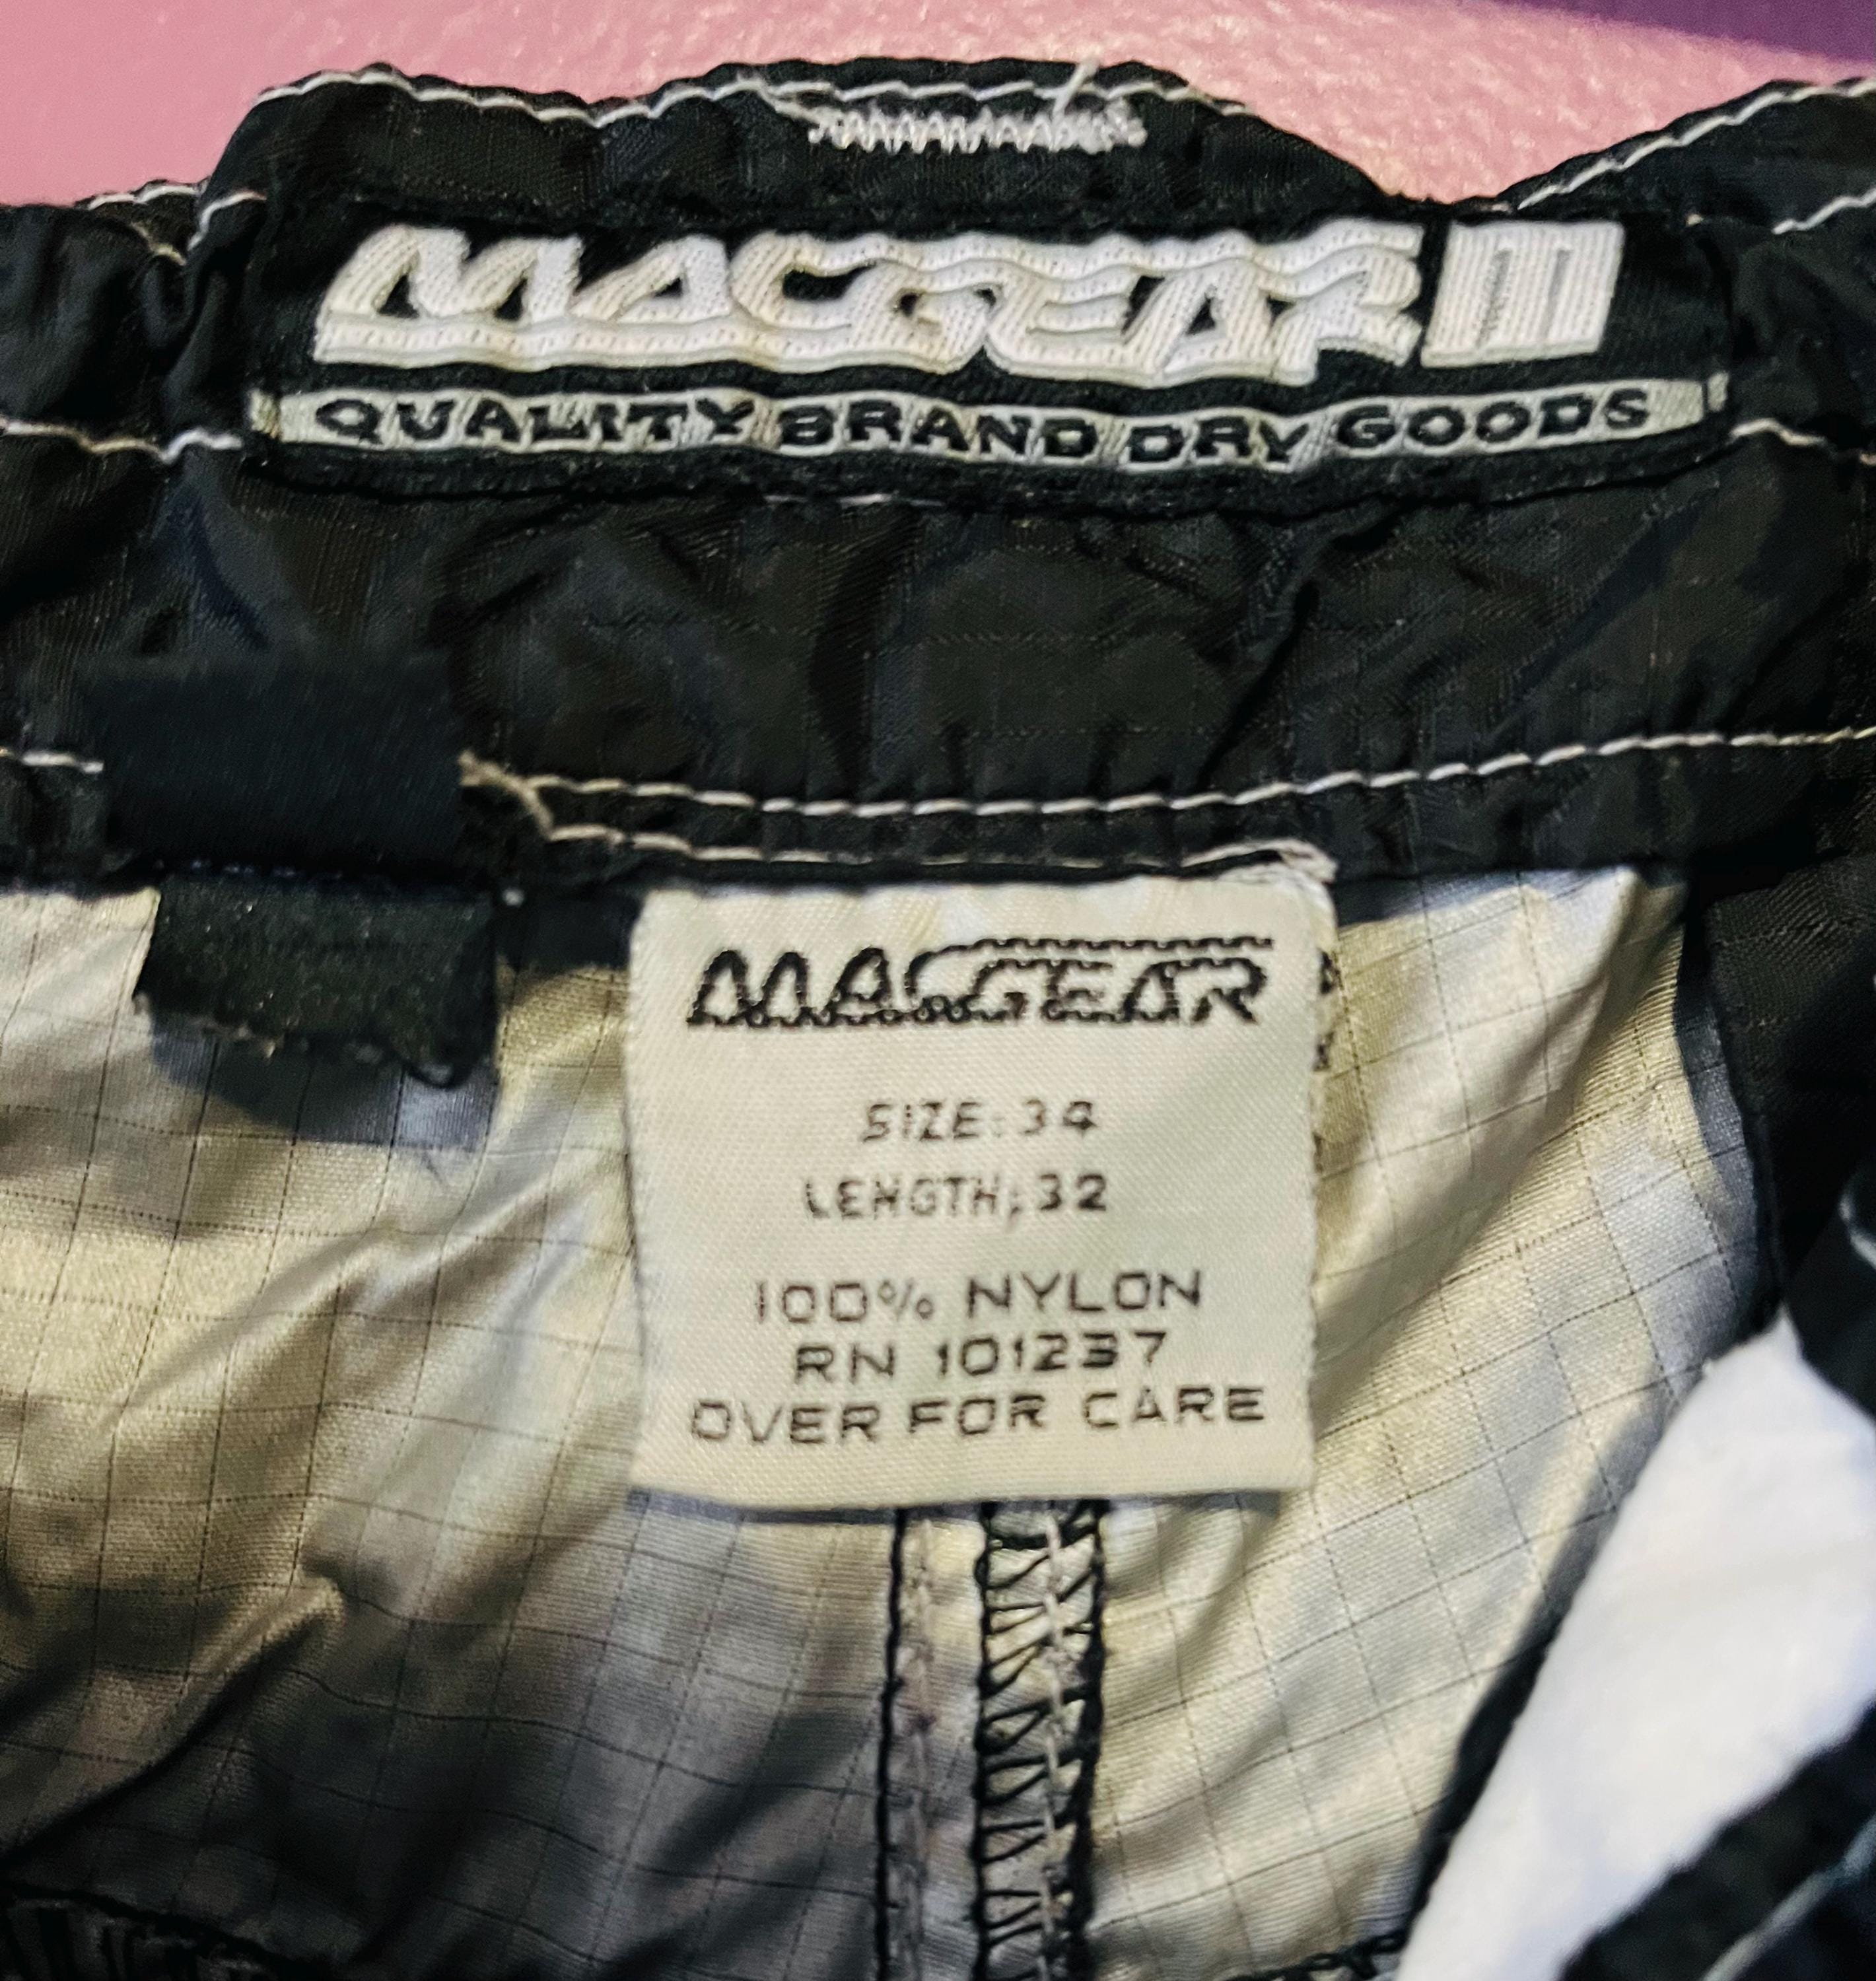 MACGEAR
QUALITY BRAND DRY GOODS
MACGEAR
SIZE: 34
LENGTH: 32
100% NYLON
RN 101237
OVER FOR CARE